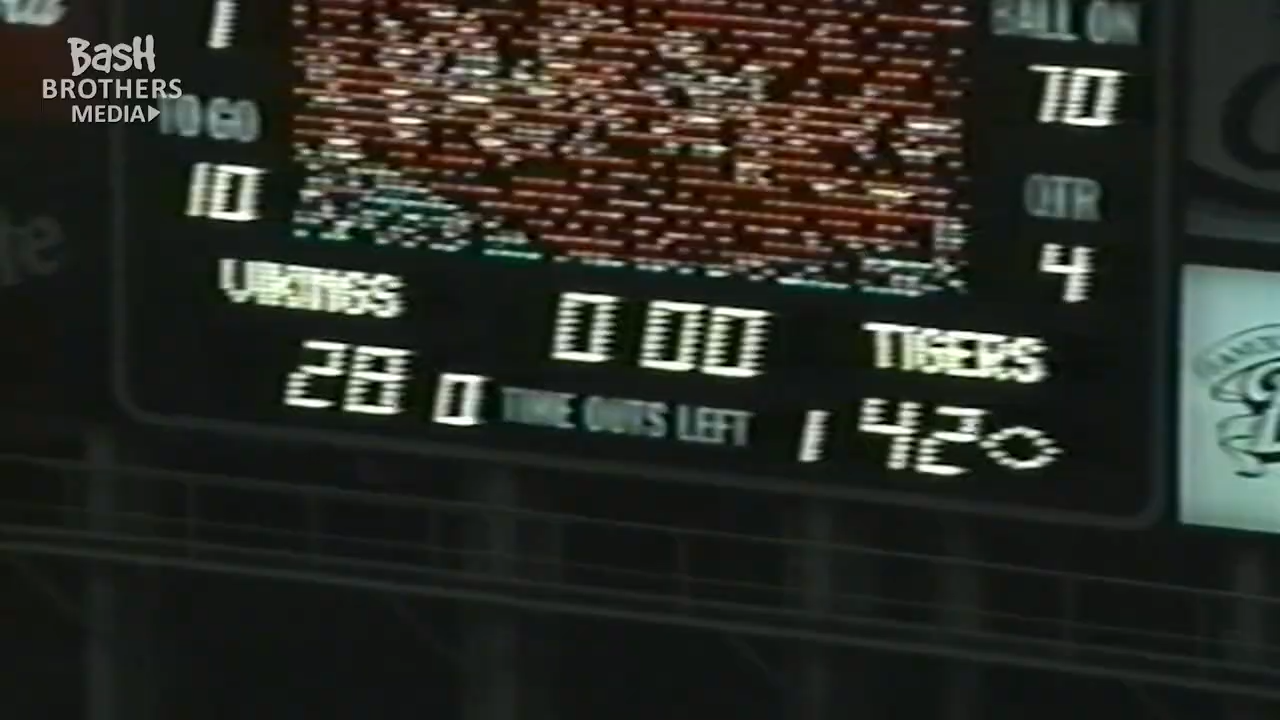 BASH
BROTHERS
MEDIA
1
BALL ON
10
TO GO
10
QTR
4
VIKINGS
0 00
TIGERS
28
0
TIME OUTS LEFT
1
42